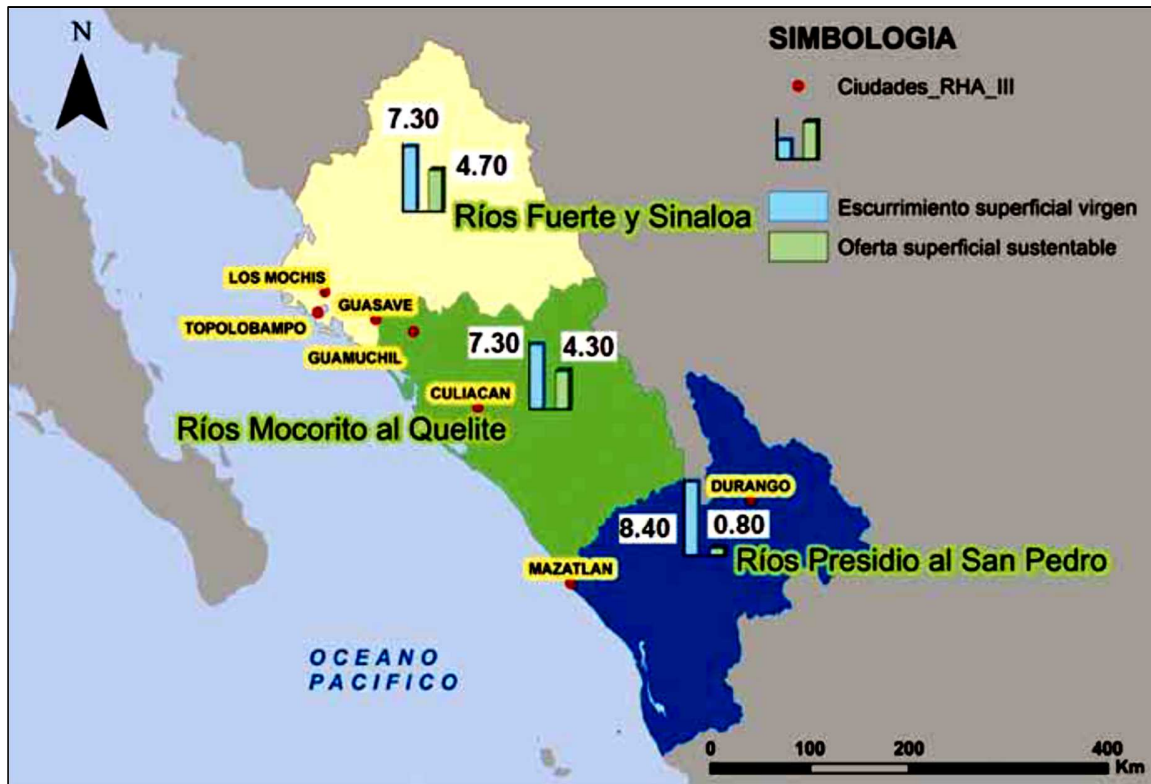 N
SIMBOLOGIA
Ciudades_RHA_III
Escurrimiento superficial virgen
Oferta superficial sustentable
7.30
4.70
Ríos Fuerte y Sinaloa
LOS MOCHIS
GUASAVE
TOPOLOBAMPO
GUAMUCHIL
7.30
4.30
CULIACAN
Ríos Mocorito al Quelite
DURANGO
8.40
0.80
Ríos Presidio al San Pedro
MAZATLAN
OCEANO
PACIFICO
0 100 200 400
Km